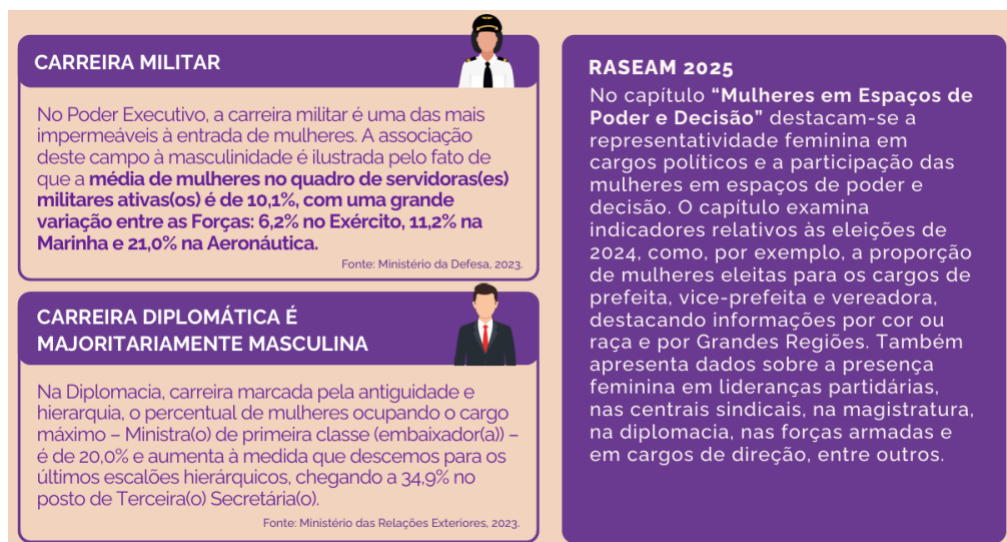 CARREIRA MILITAR
No Poder Executivo, a carreira militar é uma das mais
impermeáveis à entrada de mulheres. A associação
deste campo à masculinidade é ilustrada pelo fato de
que a média de mulheres no quadro de servidoras(es)
militares ativas(os) é de 10,1%, com uma grande
variação entre as Forças: 6,2% no Exército, 11,2% na
Marinha e 21,0% na Aeronáutica.
Fonte: Ministério da Defesa, 2023.
CARREIRA DIPLOMÁTICA É
MAJORITARIAMENTE MASCULINA
Na Diplomacia, carreira marcada pela antiguidade e
hierarquia, o percentual de mulheres ocupando o cargo
máximo – Ministra(o) de primeira classe (embaixador(a)) –
é de 20,0% e aumenta à medida que descemos para os
últimos escalões hierárquicos, chegando a 34,9% no
posto de Terceira(o) Secretária(o).
Fonte: Ministério das Relações Exteriores, 2023.
RASEAM 2025
No capítulo “Mulheres em Espaços de
Poder e Decisão” destacam-se a
representatividade feminina em
cargos políticos e a participação das
mulheres em espaços de poder e
decisão. O capítulo examina
indicadores relativos às eleições de
2024, como, por exemplo, a proporção
de mulheres eleitas para os cargos de
prefeita, vice-prefeita e vereadora,
destacando informações por cor ou
raça e por Grandes Regiões. Também
apresenta dados sobre a presença
feminina em lideranças partidárias,
nas centrais sindicais, na magistratura,
na diplomacia, nas forças armadas e
em cargos de direção, entre outros.